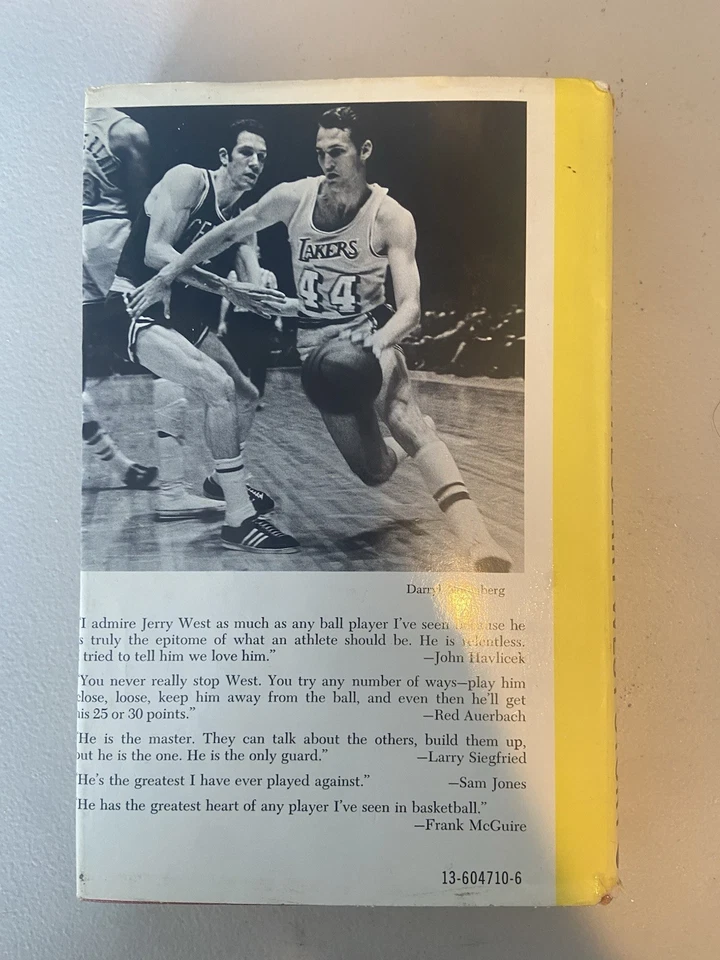 CE
LAKERS
44
Darryl
"I admire Jerry West as much as any ball player I've seen because he
s truly the epitome of what an athlete should be. He is relentless.
tried to tell him we love him."
—John Havlicek
You never really stop West. You try any number of ways—play him
close, loose, keep him away from the ball, and even then he'll get
is 25 or 30 points."
—Red Auerbach
He is the master. They can talk about the others, build them up,
ut he is the one. He is the only guard."
—Larry Siegfried
He's the greatest I have ever played against."
—Sam Jones
He has the greatest heart of any player I've seen in basketball."
—Frank McGuire
13-604710-6